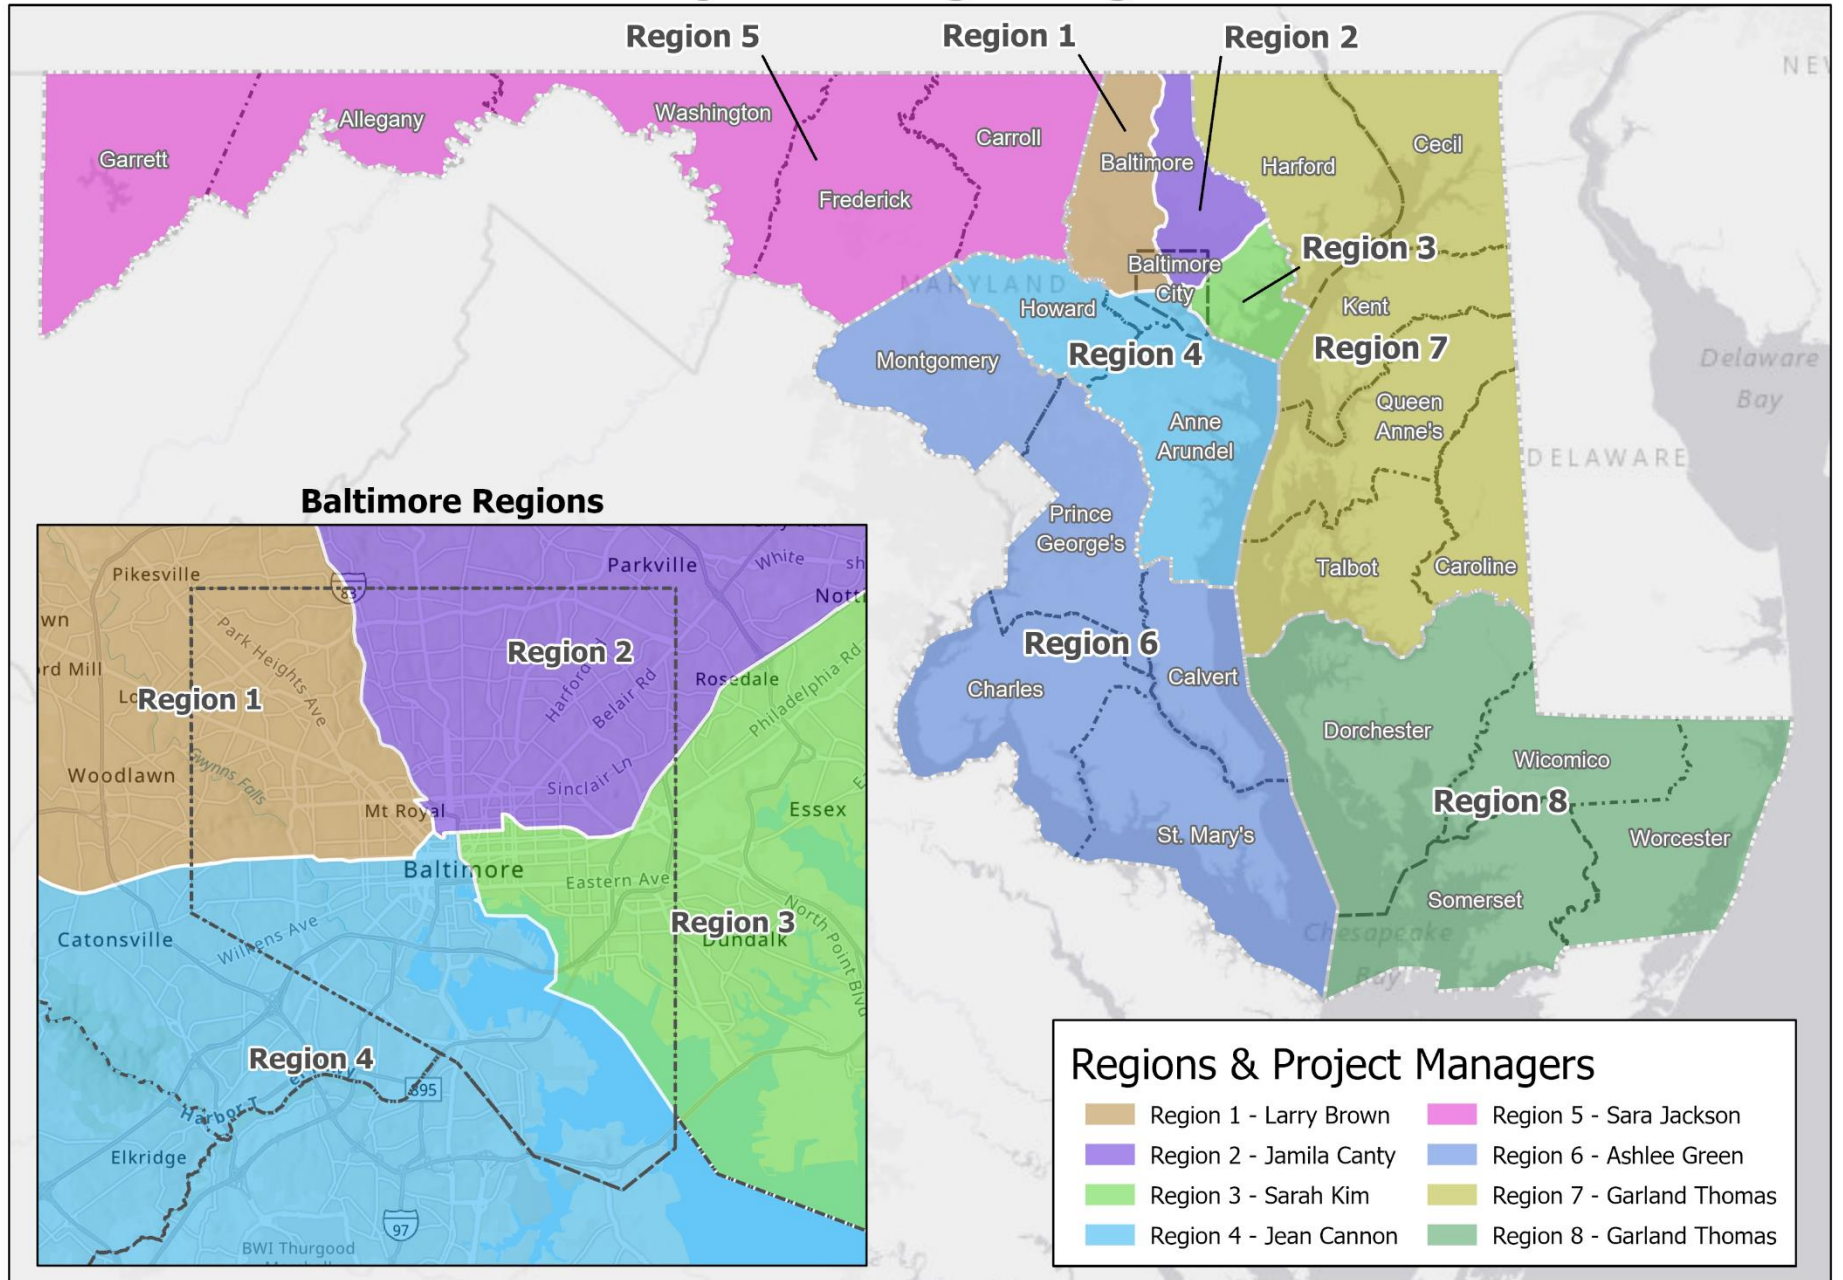 Region 5
Region 1
Region 2
NEW
Garrett
Allegany
Washington
Frederick
Carroll
Baltimore
Harford
Cecil
Region 3
Baltimore
City
MARYLAND
Howard
Kent
Region 4
Region 7
Montgomery
Delaware
Bay
Anne
Arundel
Queen
Anne's
DELAWARE
Prince
George's
Talbot
Caroline
Region 6
Charles
Calvert
Dorchester
Wicomico
Region 8
St. Mary's
Worcester
Somerset
Chesapeake
Bay
Baltimore Regions
Pikesville
83
Parkville
White
sh
Notti
wn
Park Heights Ave
Region 2
rd Mill
Lo
Region 1
Harford
Belair Rd
Rosedale
Philadelphia Rd
Woodlawn
Gwynns Falls
Sinclair Ln
Mt Royal
Essex
Baltimore
Eastern Ave
Region 3
Dundalk
North Point Blvd
Catonsville
Wilkens Ave
Region 4
Harbor T
895
Elkridge
97
BWI Thurgood
Regions & Project Managers
Region 1 - Larry Brown
Region 2 - Jamila Canty
Region 3 - Sarah Kim
Region 4 - Jean Cannon
Region 5 - Sara Jackson
Region 6 - Ashlee Green
Region 7 - Garland Thomas
Region 8 - Garland Thomas